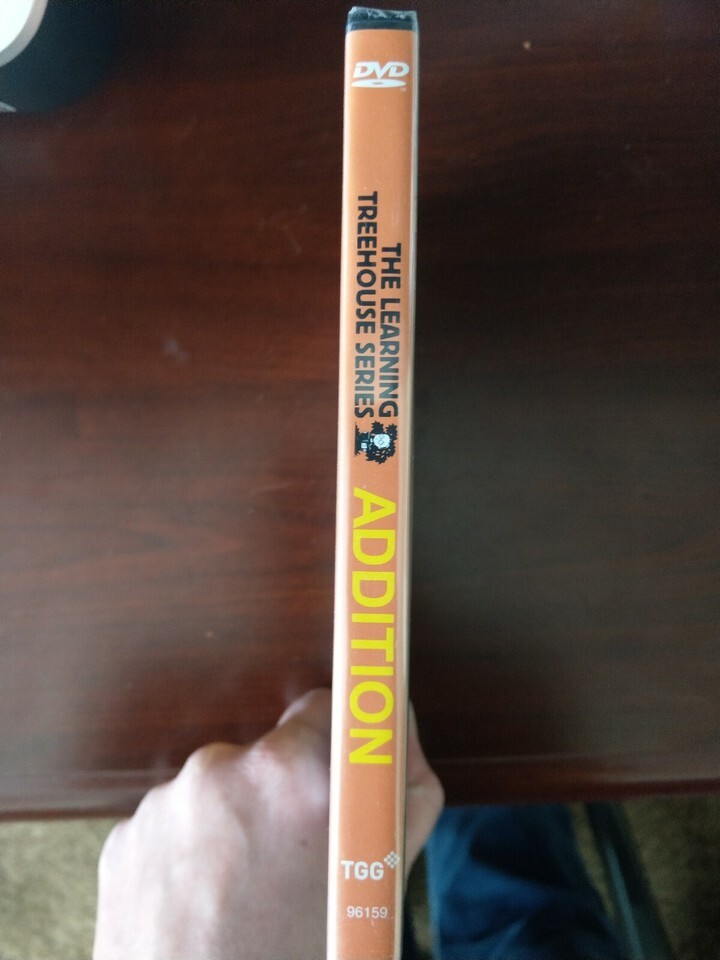 DVD
THE LEARNING
TREEHOUSE SERIES
ADDITION
TGG
96159